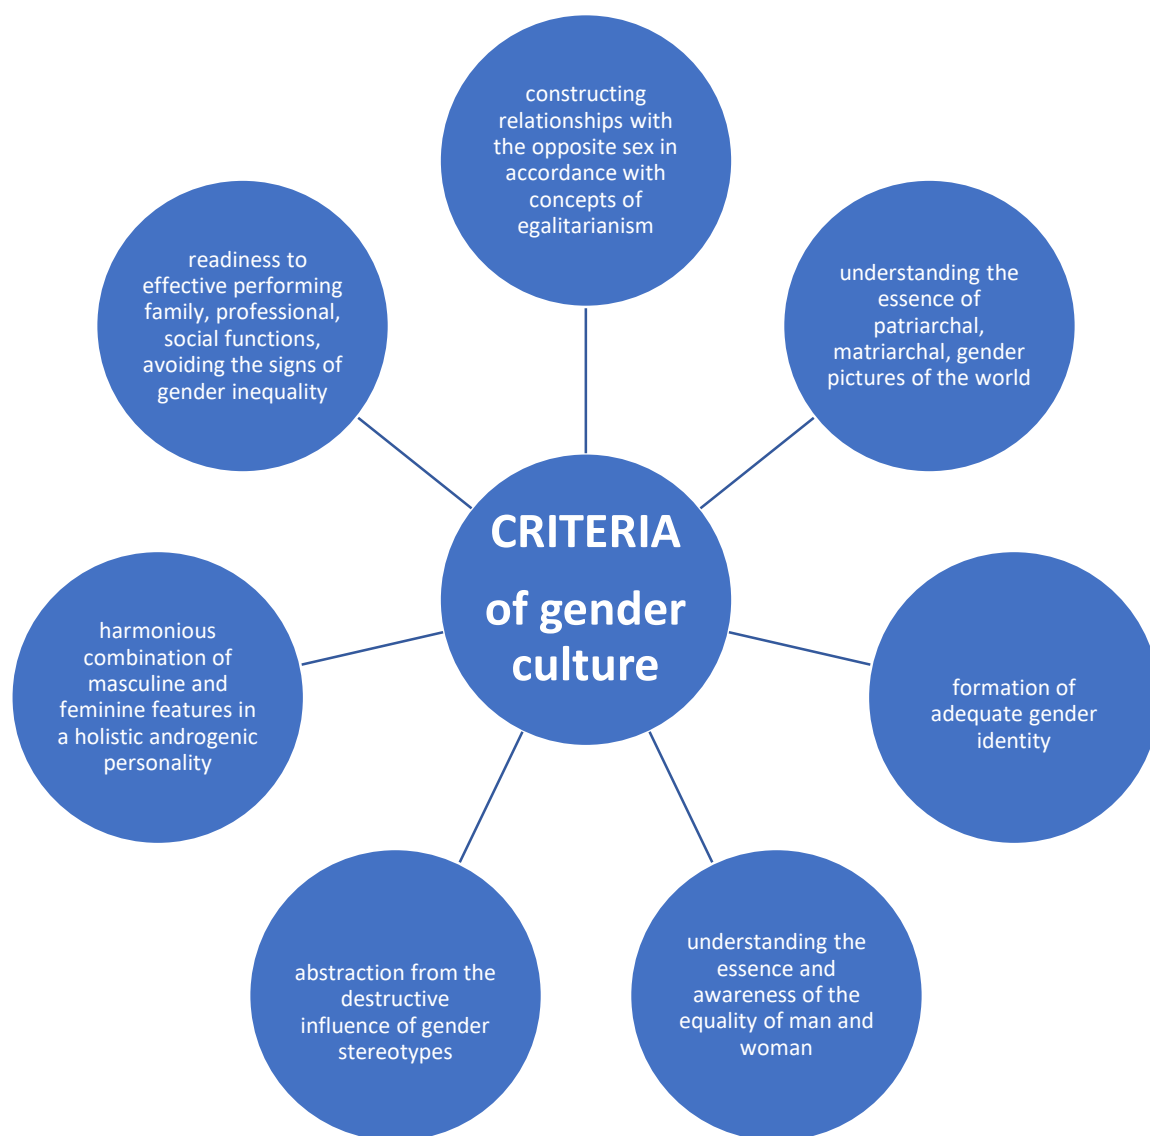 constructing
relationships with
the opposite sex in
accordance with
concepts of
egalitarianism
understanding the
essence of
patriarchal,
matriarchal, gender
pictures of the world
formation of
adequate gender
identity
understanding the
essence and
awareness of the
equality of man and
woman
abstraction from the
destructive
influence of gender
stereotypes
harmonious
combination of
masculine and
feminine features in
a holistic androgenic
personality
readiness to
effective performing
family, professional,
social functions,
avoiding the signs of
gender inequality
CRITERIA
of gender
culture